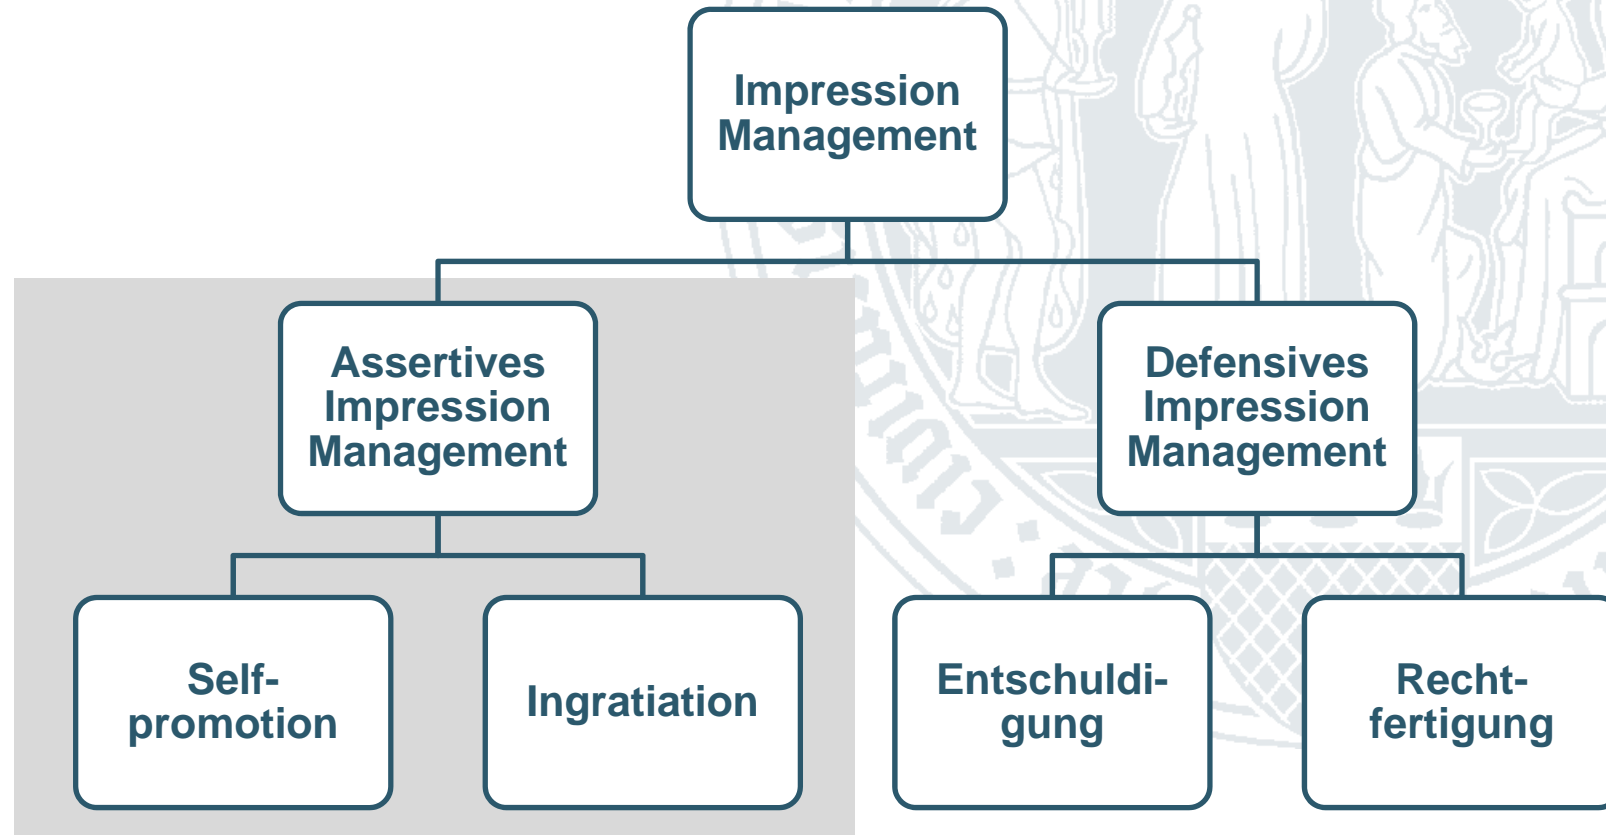 Impression
Management
Assertives
Impression
Management
Defensives
Impression
Management
Self-
promotion
Ingratiation
Entschuldi-
gung
Recht-
fertigung